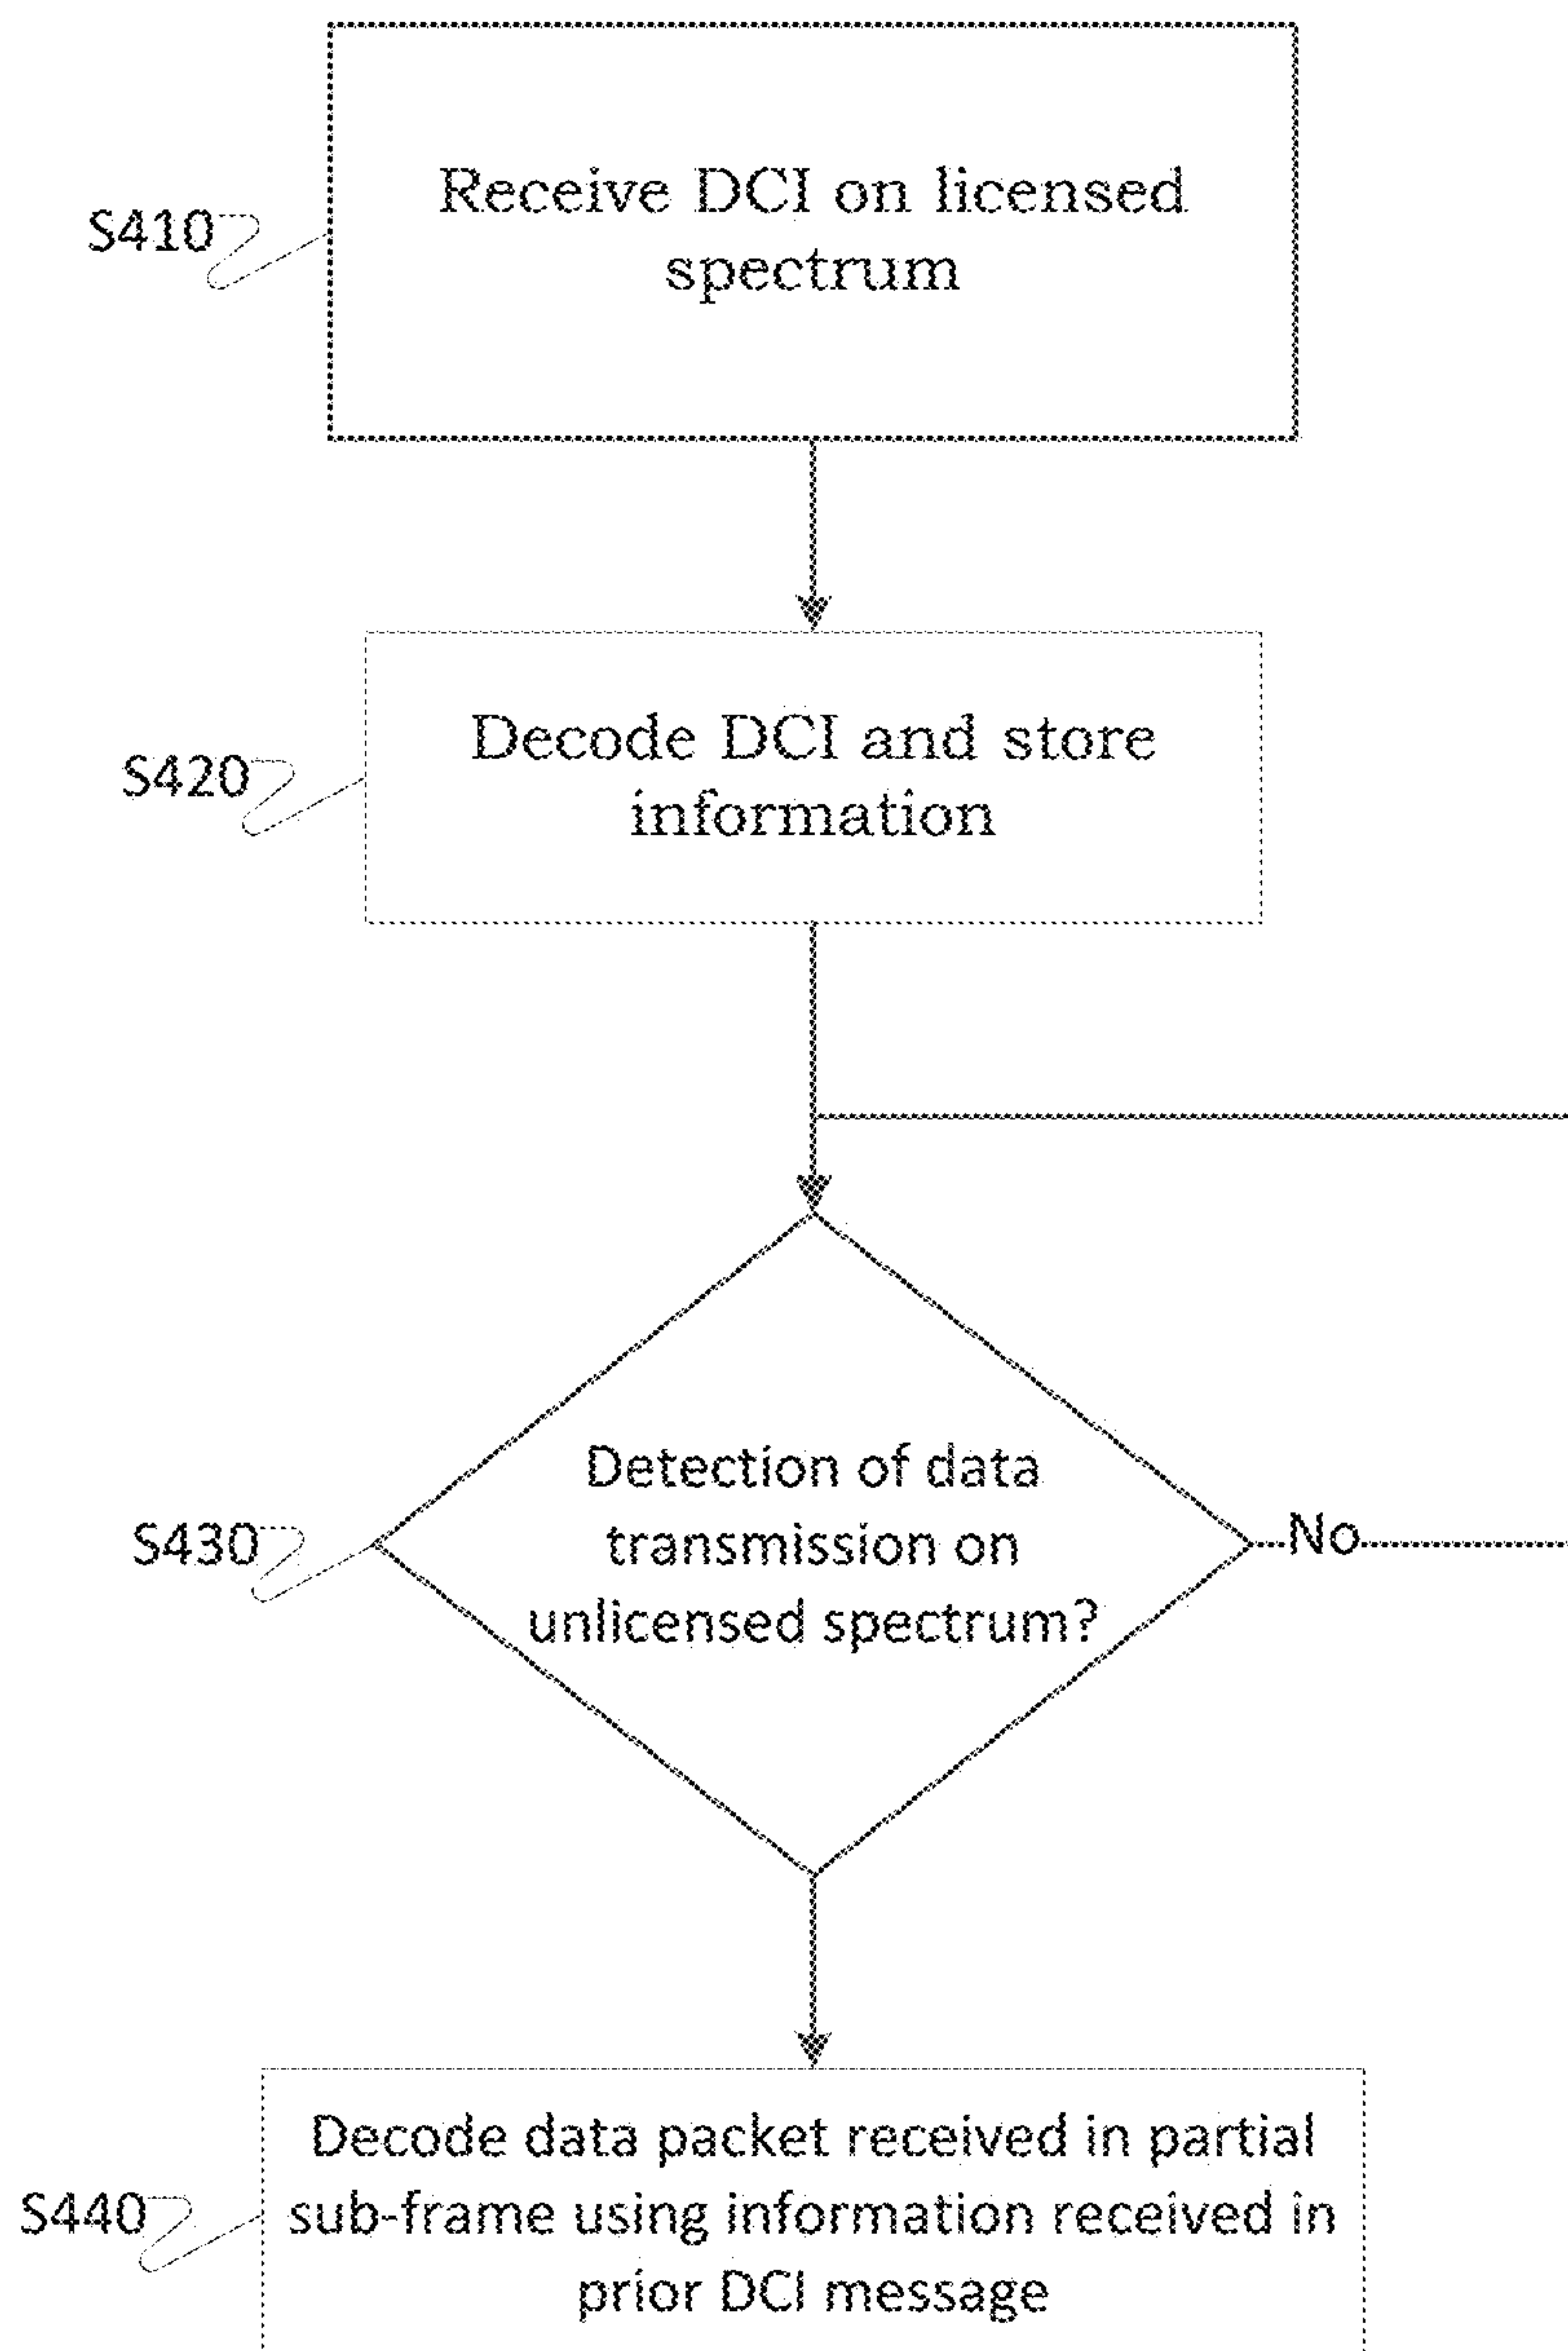 S410
Receive DCI on licensed
spectrum
S420
Decode DCI and store
information
S430
Detection of data
transmission on
unlicensed spectrum?
No
S440
Decode data packet received in partial
sub-frame using information received in
prior DCI message